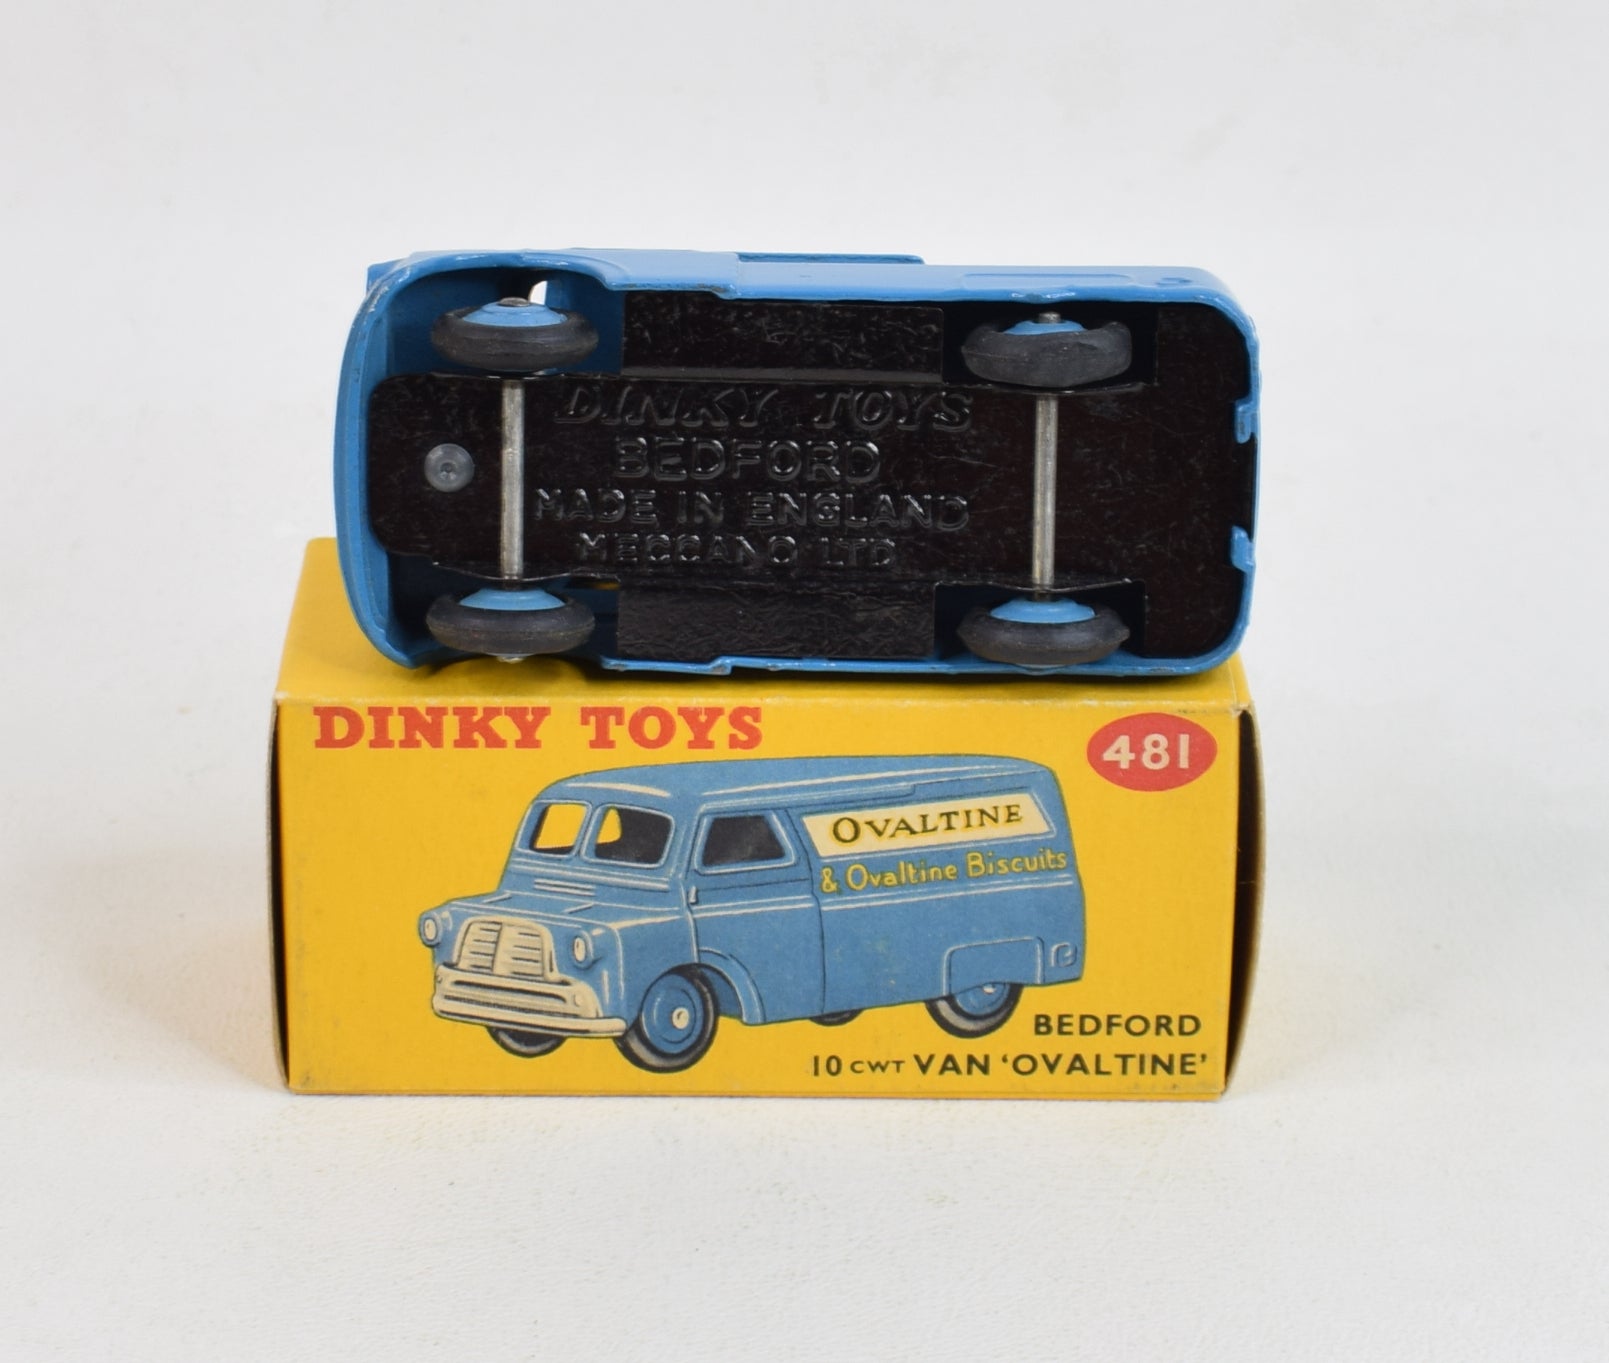 DINKY TOYS
BEDFORD
MADE IN ENGLAND
MECCANO LTD
DINKY TOYS
481
OVALTINE
& Ovaltine Biscuits
BEDFORD
10 CWT VAN ‘OVALTINE’